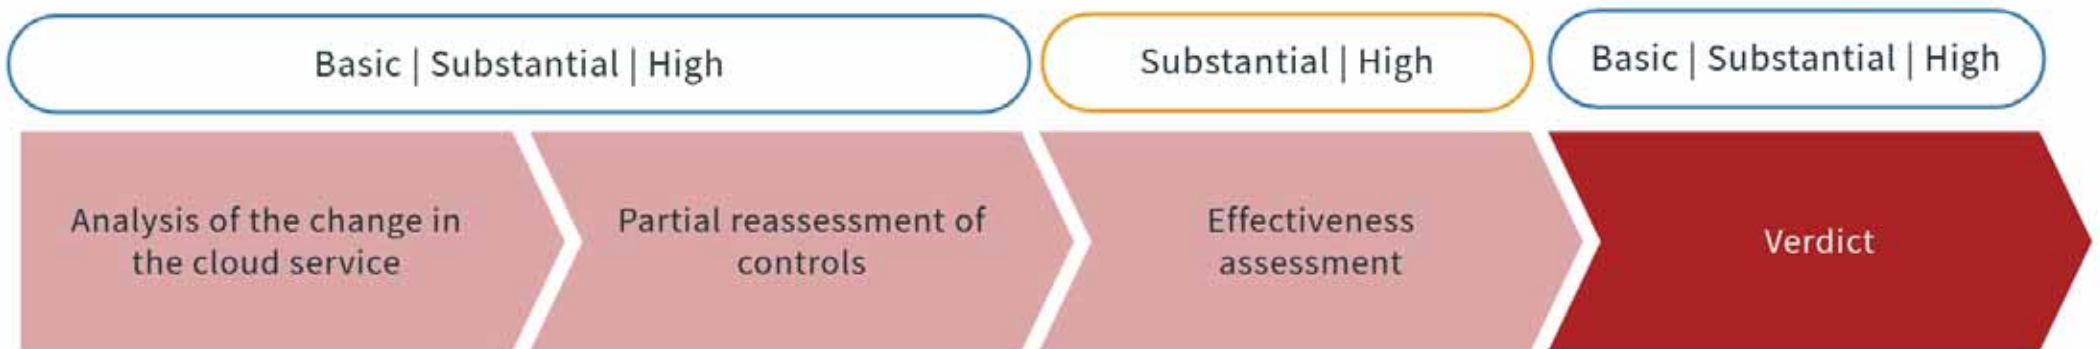 Basic | Substantial | High
Substantial | High
Basic | Substantial | High
Analysis of the change in
the cloud service
Partial reassessment of
controls
Effectiveness
assessment
Verdict